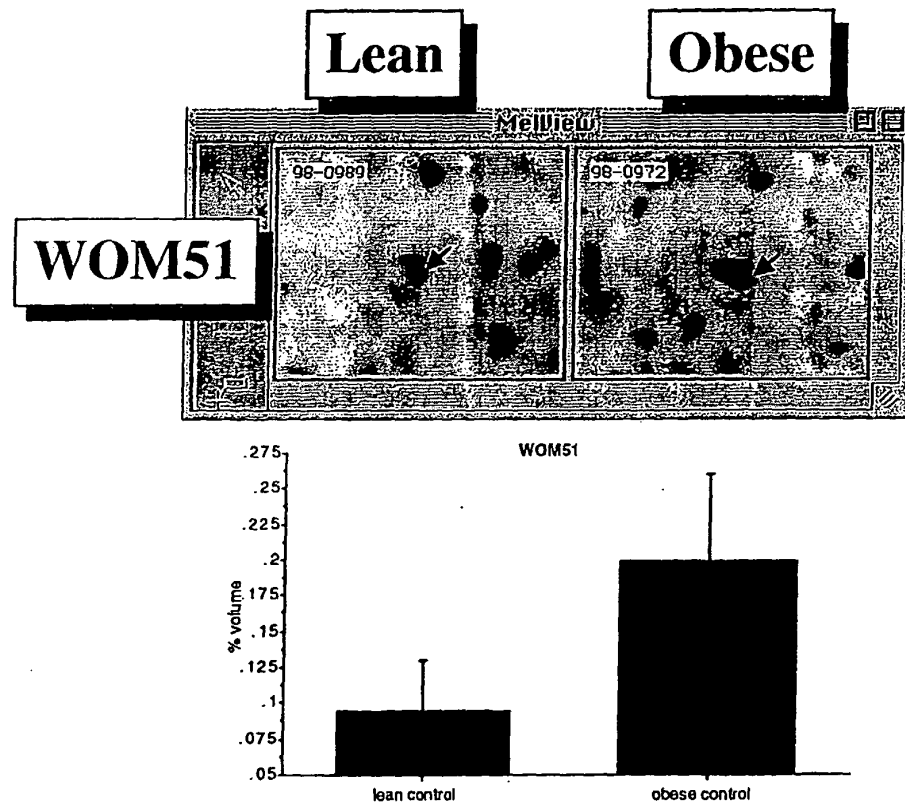 Lean
Obese
MelView
98-0989
98-0972
WOM51
WOM51
% volume
.275
.25
.225
.2
.175
.15
.125
.1
.075
.05
lean control
obese control